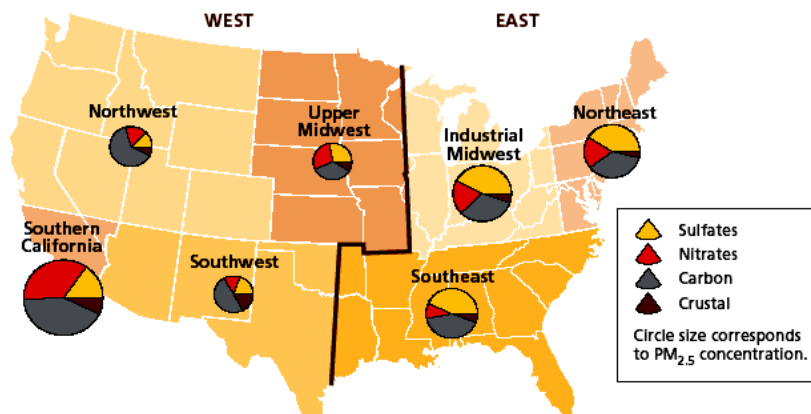 WEST
EAST
Northwest
Upper
Midwest
Industrial
Midwest
Northeast
Southern
California
Southwest
Southeast
Sulfates
Nitrates
Carbon
Crustal
Circle size corresponds
to PM2.5 concentration.